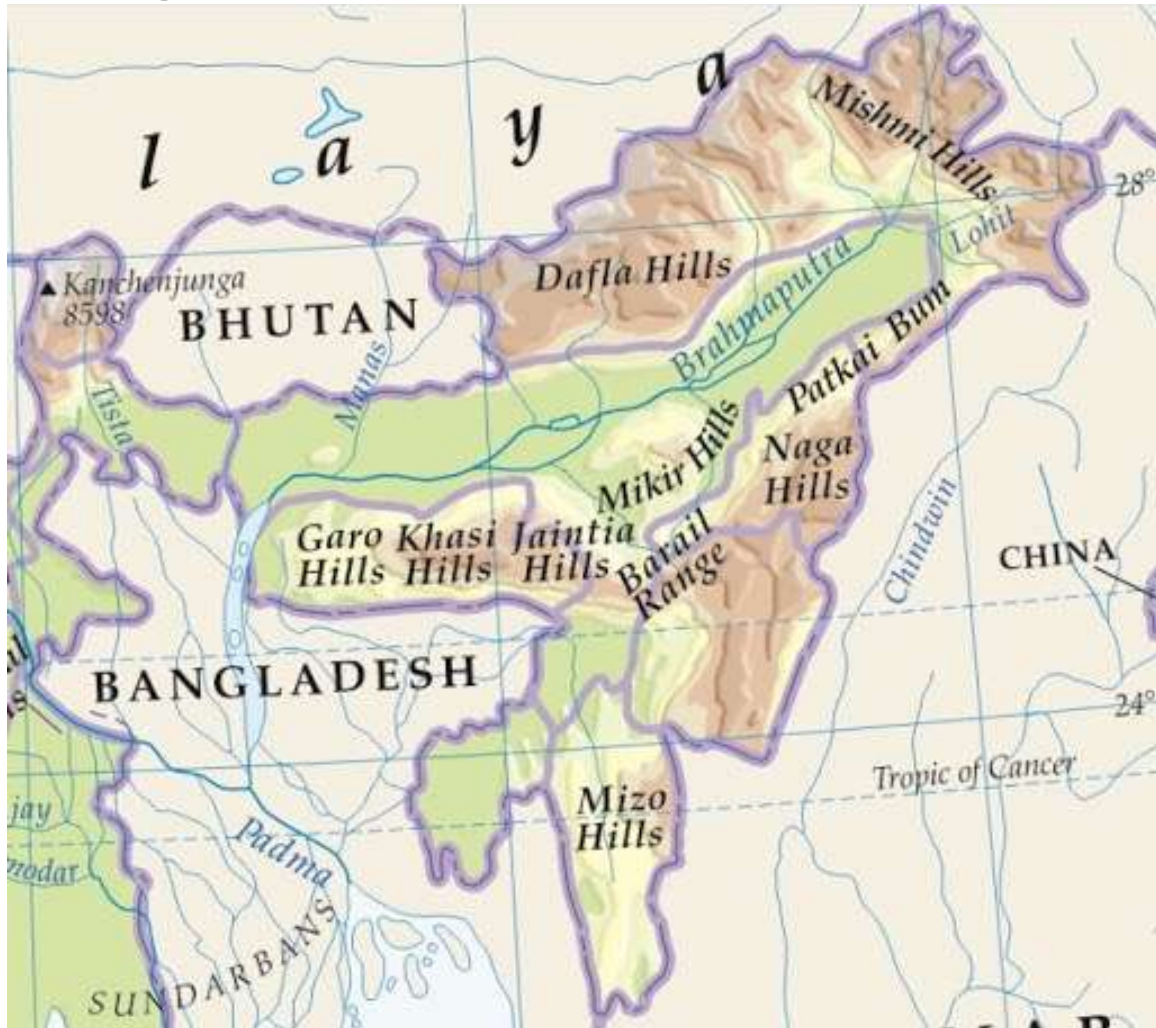 l a y a
Mishmi Hills
28°
Lohit
Kanchenjunga
8598
BHUTAN
Dafla Hills
Brahmaputra
Manas
Tista
Patkai Bum
Mikir Hills
Naga
Hills
Garo
Hills
Khasi
Hills
Jaintia
Hills
Barail
Range
Chindwin
CHINA
BANGLADESH
24°
Tropic of Cancer
Mizo
Hills
jay
Padma
modar
SUNDARBANS